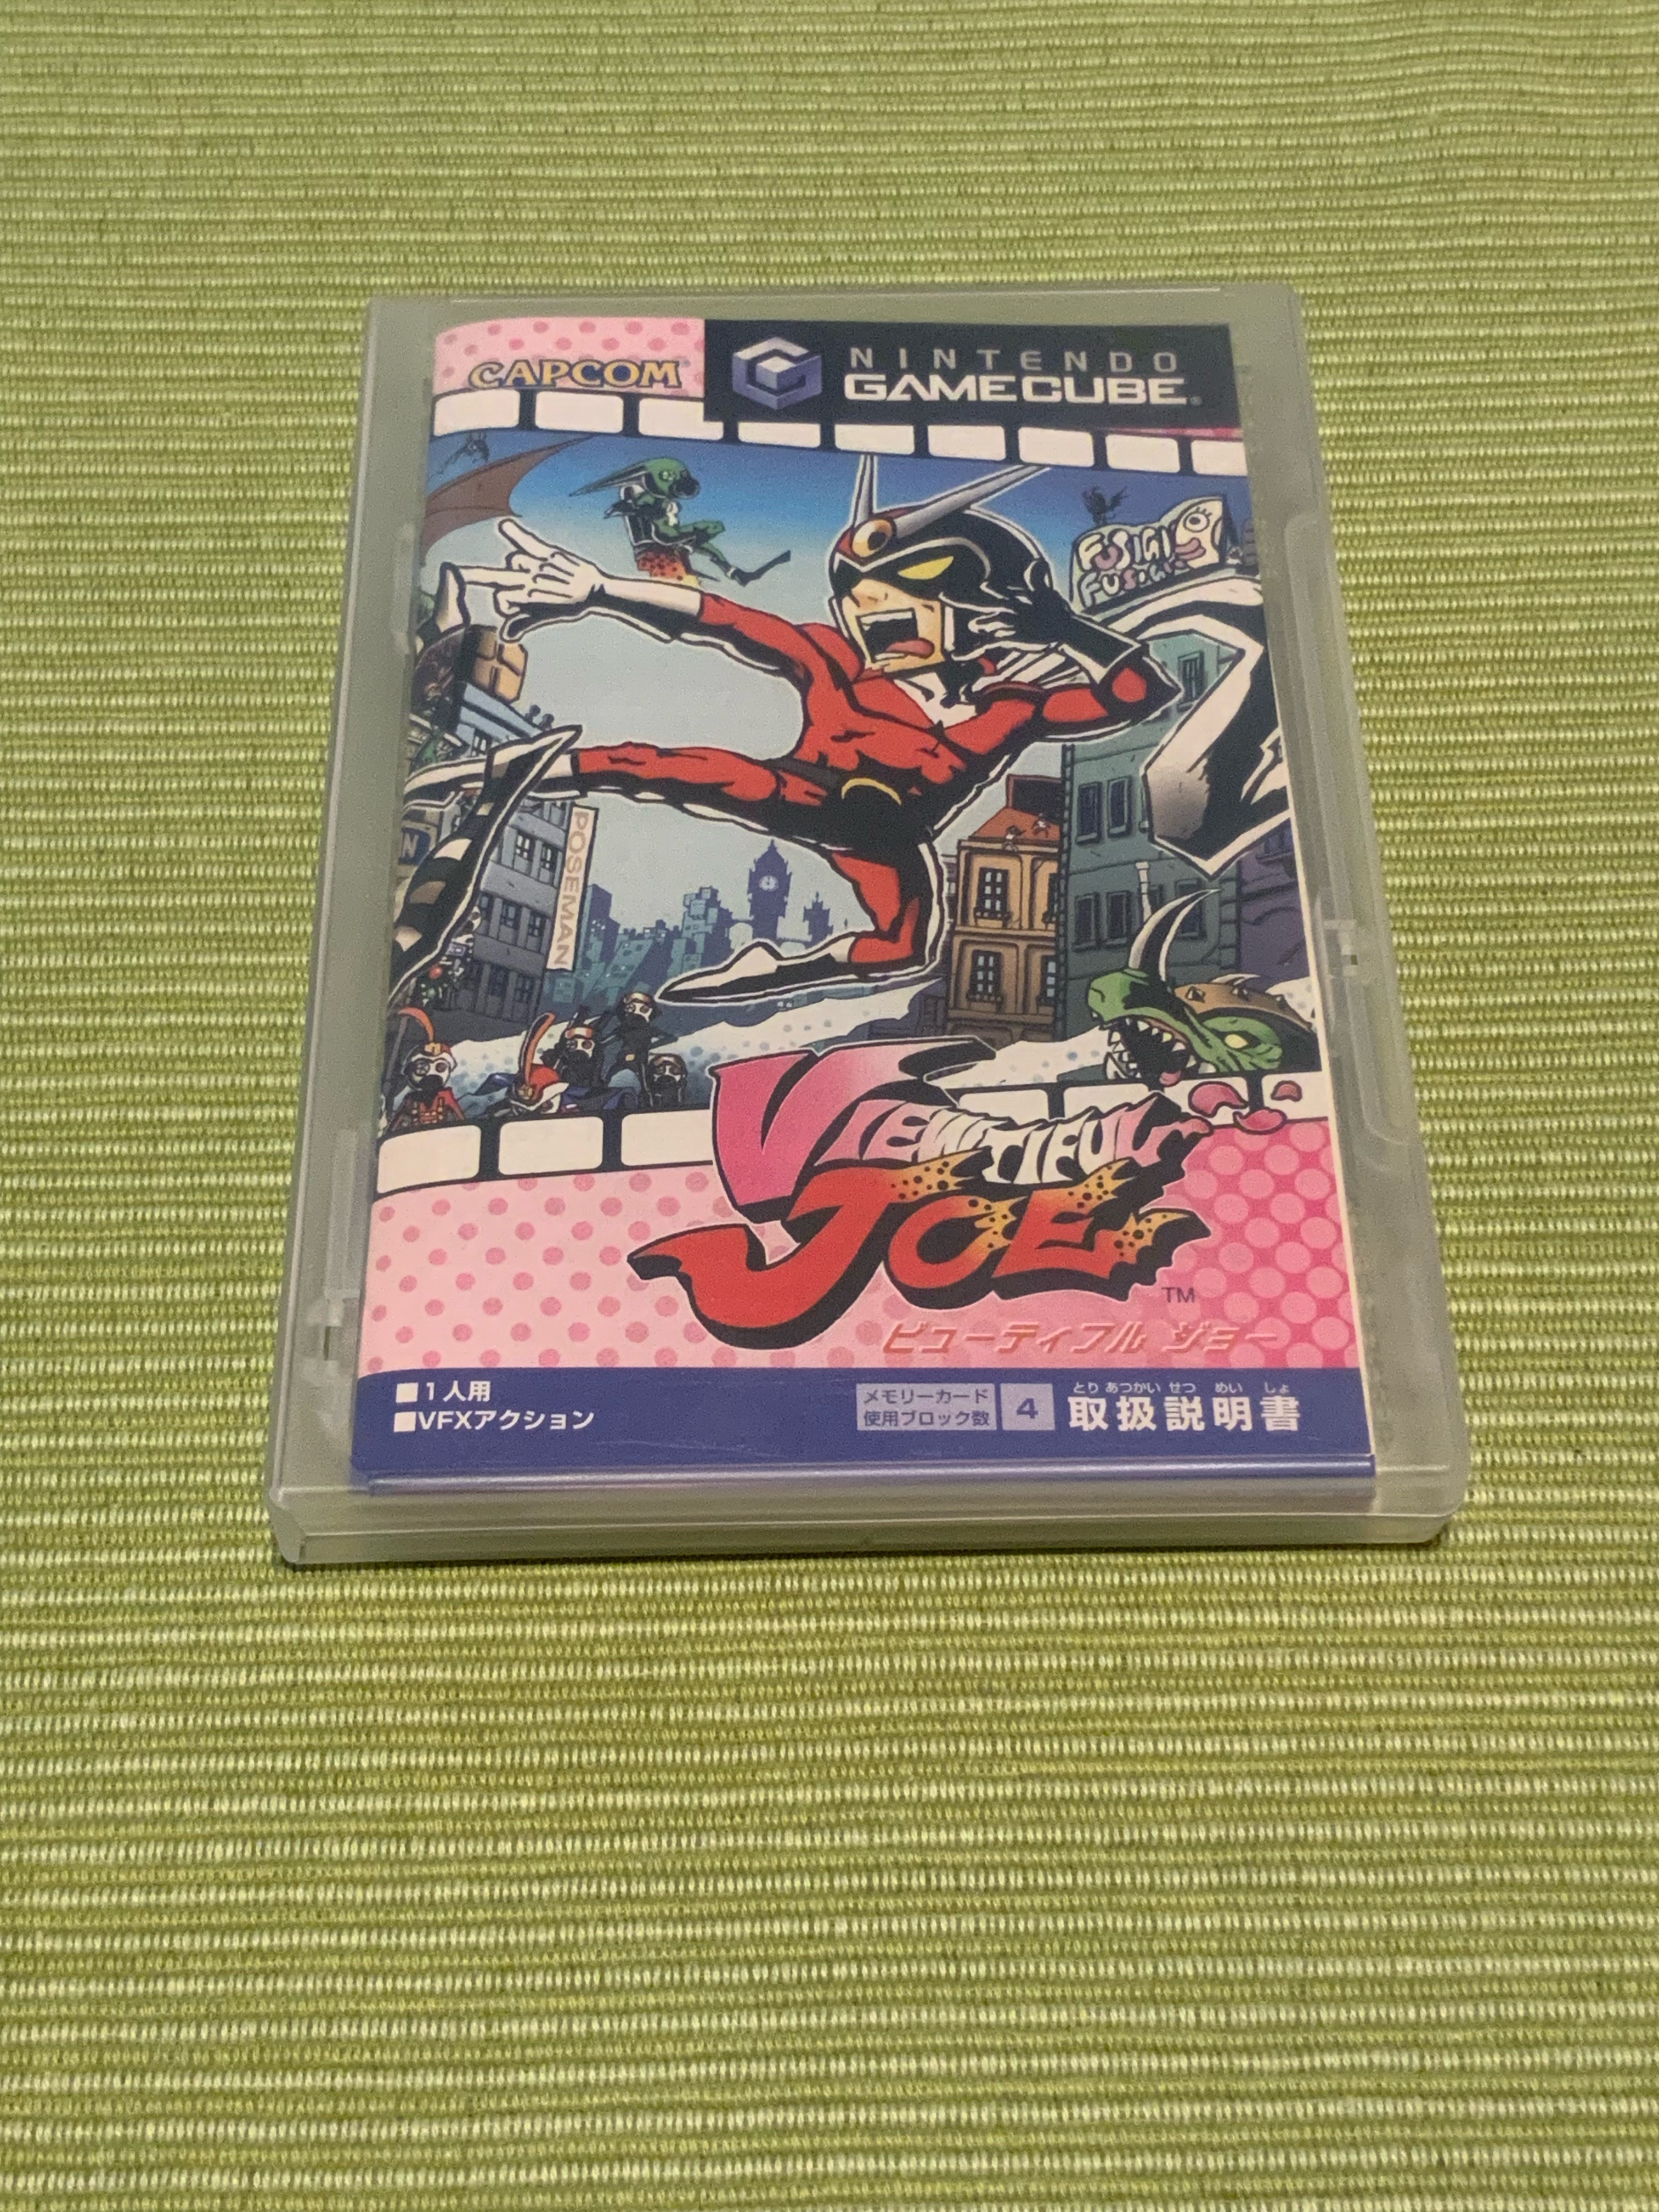 CAPCOM
NINTENDO
GAMECUBE
FUSIGI
POSEMAN
VIEWTIFUL
JOE
TM
ビューティフル ジョー
■1人用
■VFXアクション
メモリーカード
使用ブロック数
4
とり あつかい せつ めい しょ
取扱説明書